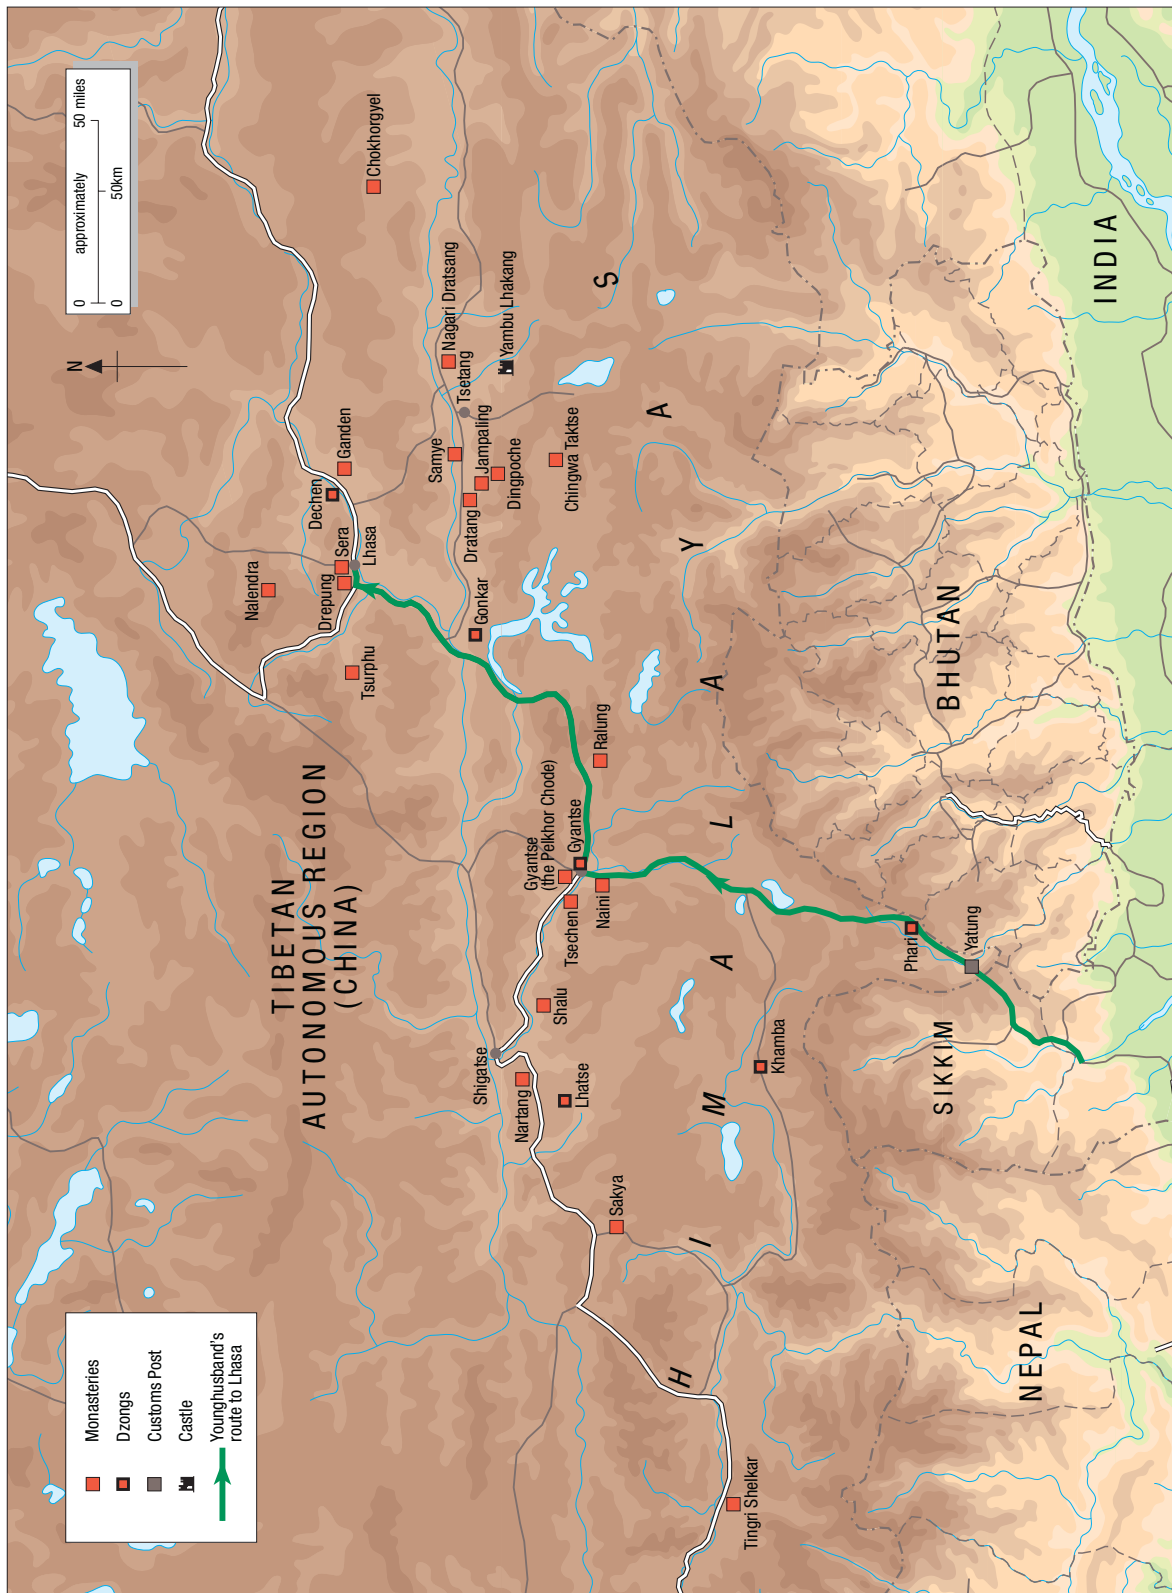 Monasteries
Dzongs
Customs Post
Castle
Younghusband's
route to Lhasa
approximately
0
50 miles
0
50km
N
TIBETAN
AUTONOMOUS REGION
(CHINA)
Nalendra
Tsurphu
Drepung
Sera
Lhasa
Dechen
Ganden
Chokhorgyel
Samye
Nagari Dratsang
Tsetang
Yambu Lhakang
Dratang
Jampaling
Dingpoche
Chingwa Taktse
Gonkar
Shigatse
Nartang
Lhatse
Shalu
Tsechen
Gyantse
(the Pelkhor Chode)
Gyantse
Naini
Ralung
Sakya
Khamba
Tingri Shelkar
HIMALAYAS
Phari
Yatung
SIKKIM
NEPAL
BHUTAN
INDIA